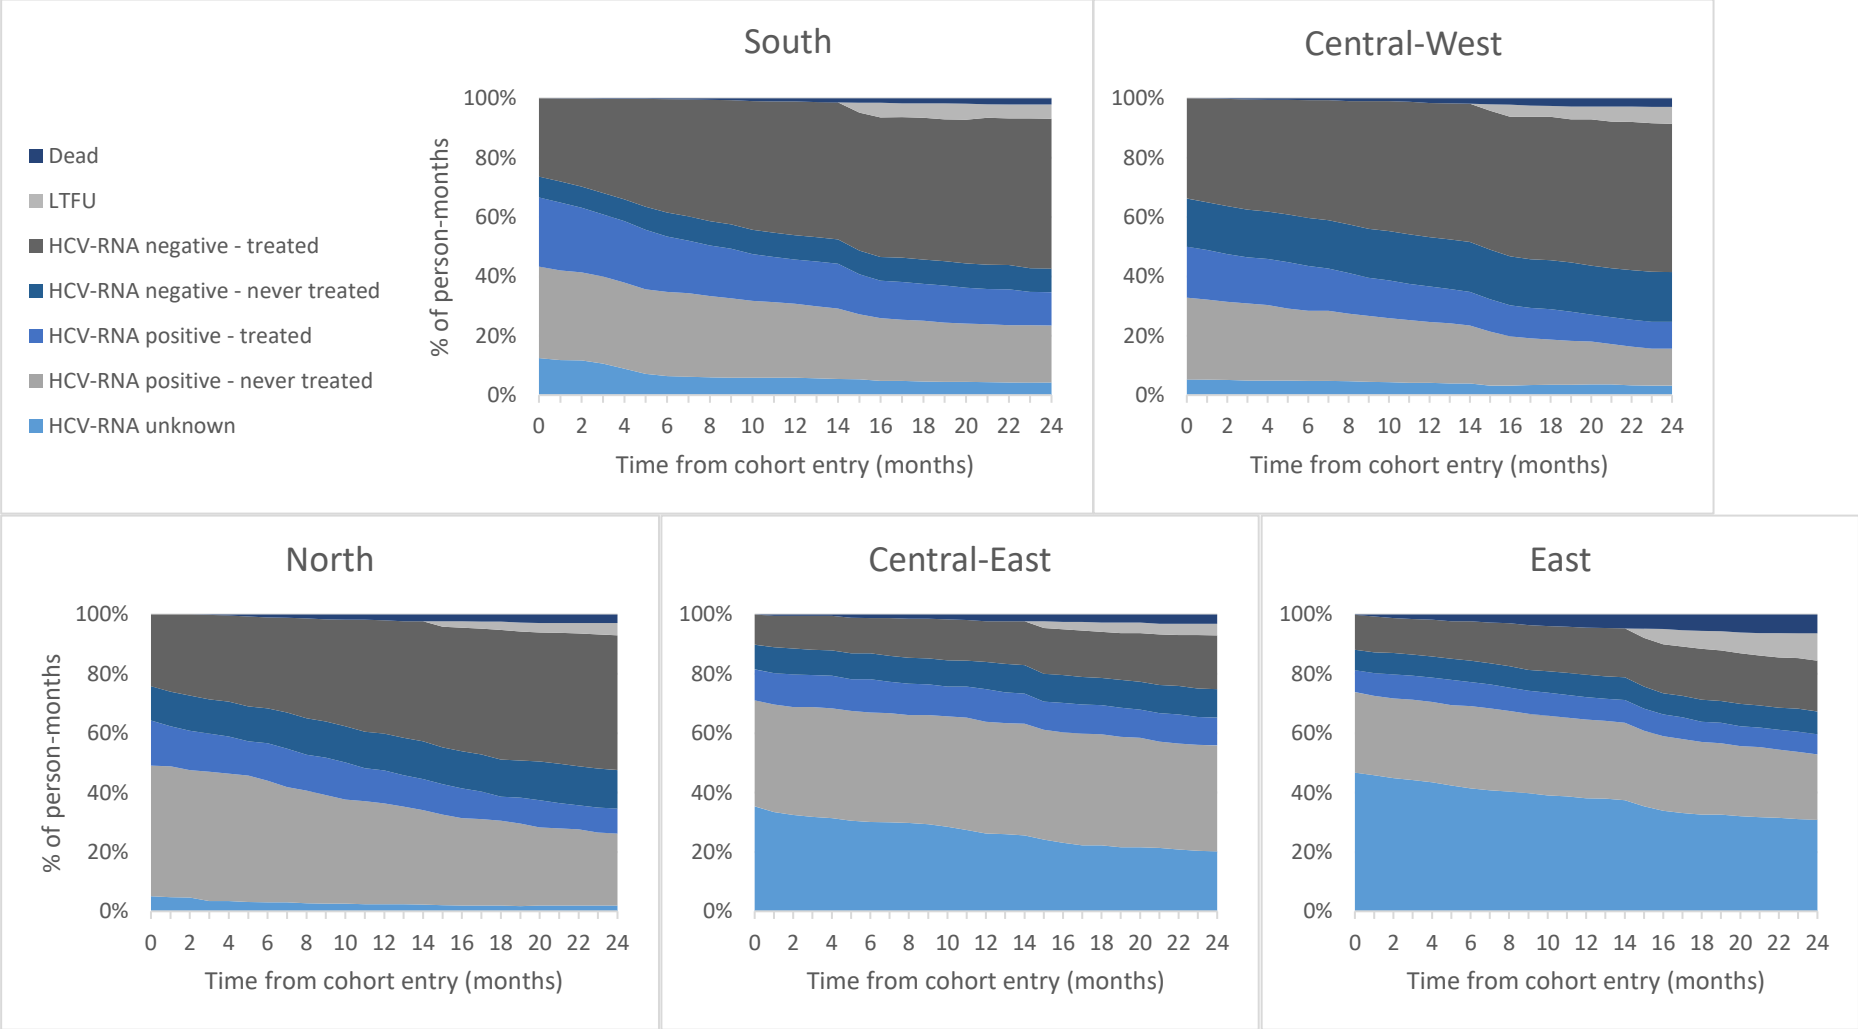 Dead
LTFU
HCV-RNA negative - treated
HCV-RNA negative - never treated
HCV-RNA positive - treated
HCV-RNA positive - never treated
HCV-RNA unknown
South
% of person-months
100%
80%
60%
40%
20%
0%
0 2 4 6 8 10 12 14 16 18 20 22 24
Time from cohort entry (months)
Central-West
100%
80%
60%
40%
20%
0%
0 2 4 6 8 10 12 14 16 18 20 22 24
Time from cohort entry (months)
North
% of person-months
100%
80%
60%
40%
20%
0%
0 2 4 6 8 10 12 14 16 18 20 22 24
Time from cohort entry (months)
Central-East
100%
80%
60%
40%
20%
0%
0 2 4 6 8 10 12 14 16 18 20 22 24
Time from cohort entry (months)
East
100%
80%
60%
40%
20%
0%
0 2 4 6 8 10 12 14 16 18 20 22 24
Time from cohort entry (months)